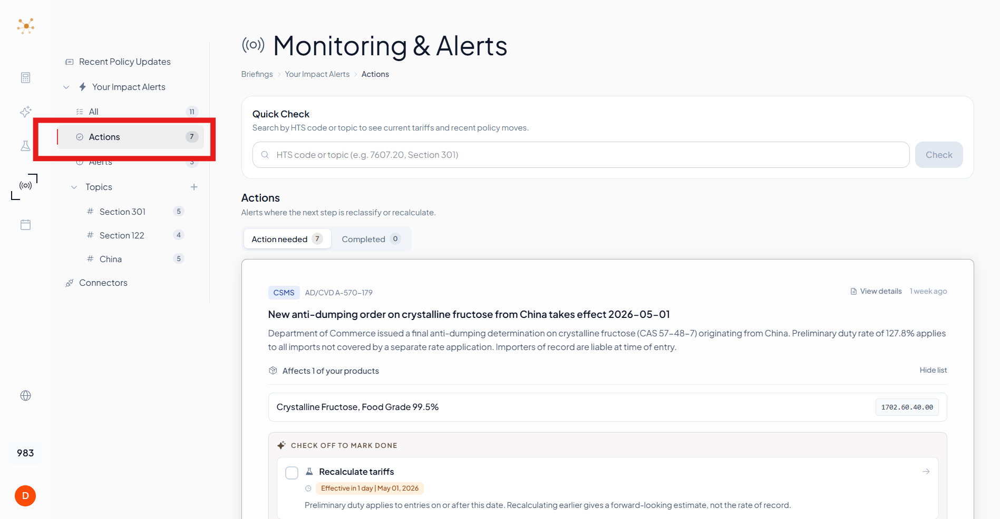 Monitoring & Alerts
Briefings > Your Impact Alerts > Actions
Recent Policy Updates
Your Impact Alerts
All 11
Actions 7
Alerts 3
Topics +
# Section 301 5
# Section 122 4
# China 5
Connectors
983
D
Quick Check
Search by HTS code or topic to see current tariffs and recent policy moves.
HTS code or topic (e.g. 7607.20, Section 301)
Check
Actions
Alerts where the next step is reclassify or recalculate.
Action needed 7 Completed 0
CSMS AD/CVD A-570-179 View details 1 week ago
New anti-dumping order on crystalline fructose from China takes effect 2026-05-01
Department of Commerce issued a final anti-dumping determination on crystalline fructose (CAS 57-48-7) originating from China. Preliminary duty rate of 127.8% applies
to all imports not covered by a separate rate application. Importers of record are liable at time of entry.
Affects 1 of your products Hide list
Crystalline Fructose, Food Grade 99.5% 1702.60.40.00
CHECK OFF TO MARK DONE
Recalculate tariffs
Effective in 1 day | May 01, 2026
Preliminary duty applies to entries on or after this date. Recalculating earlier gives a forward-looking estimate, not the rate of record.